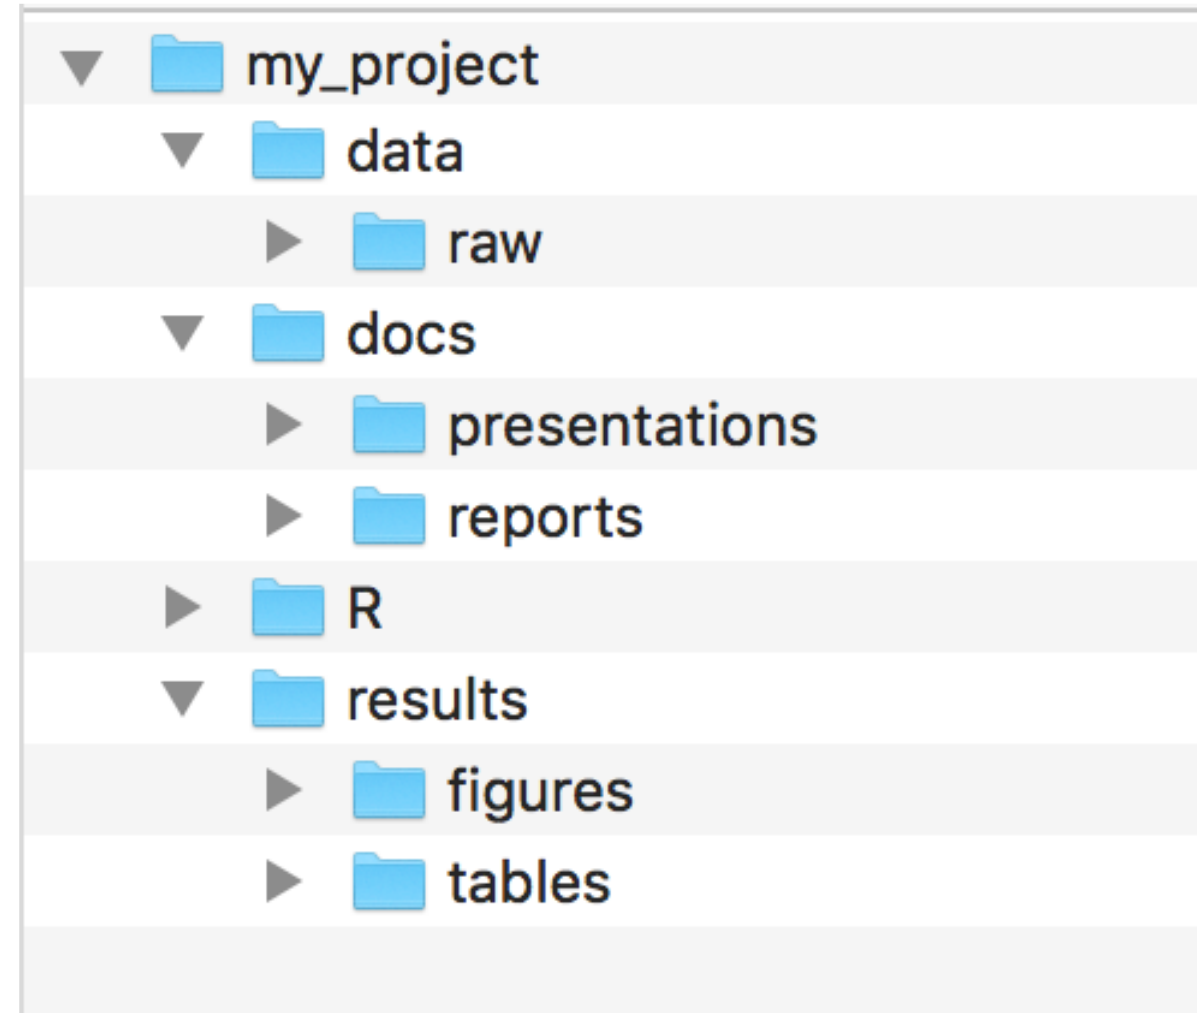 my_project
data
raw
docs
presentations
reports
R
results
figures
tables